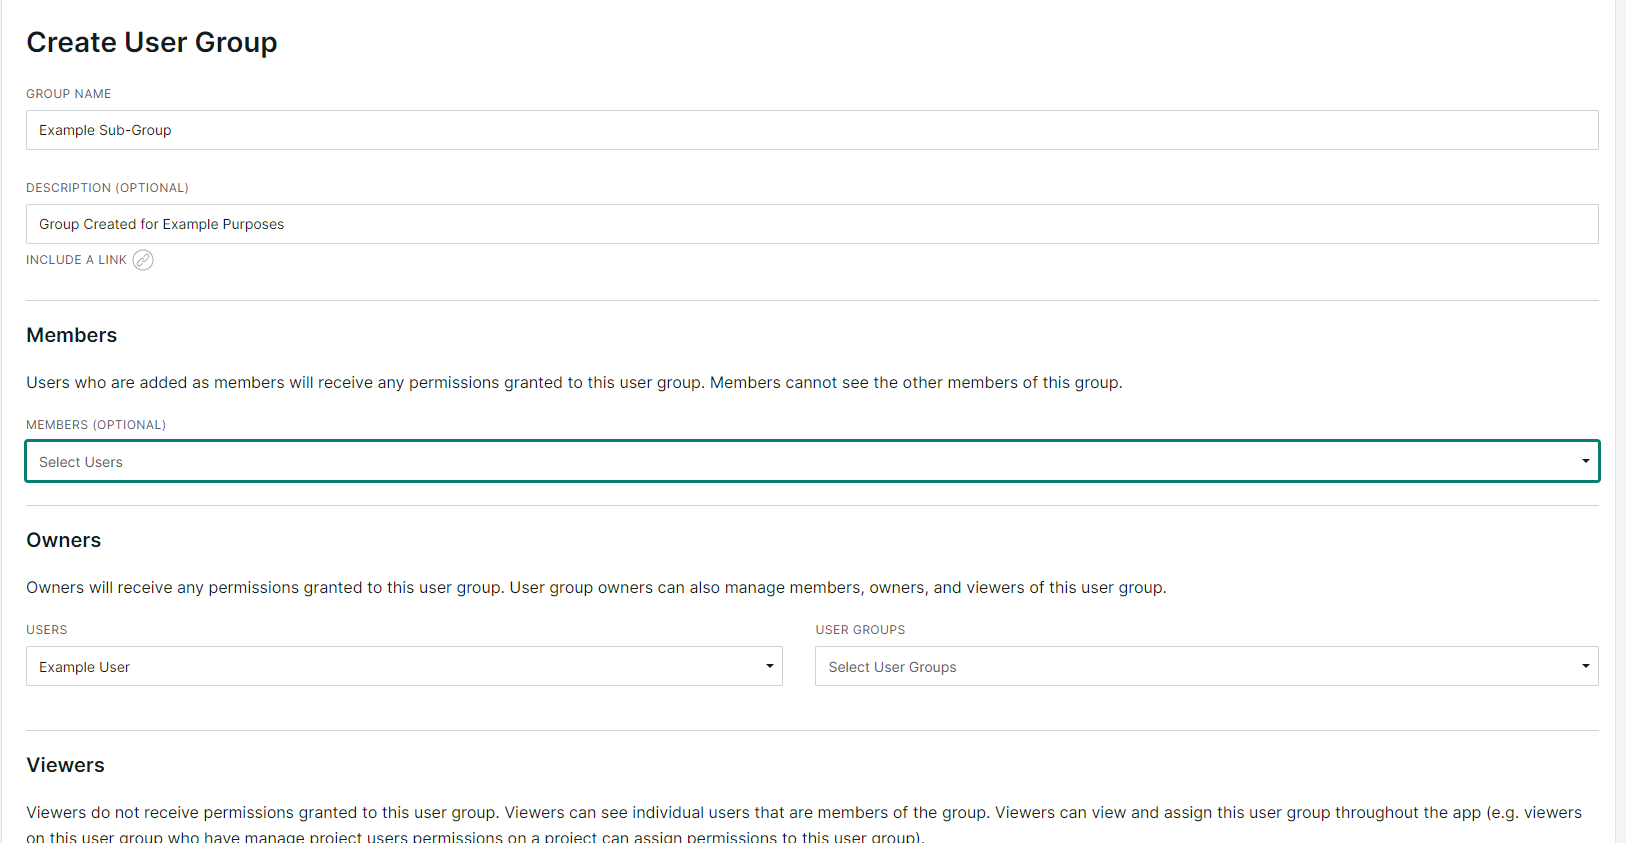 Create User Group
GROUP NAME
Example Sub-Group
DESCRIPTION (OPTIONAL)
Group Created for Example Purposes
INCLUDE A LINK
Members
Users who are added as members will receive any permissions granted to this user group. Members cannot see the other members of this group.
MEMBERS (OPTIONAL)
Select Users
Owners
Owners will receive any permissions granted to this user group. User group owners can also manage members, owners, and viewers of this user group.
USERS
Example User
USER GROUPS
Select User Groups
Viewers
Viewers do not receive permissions granted to this user group. Viewers can see individual users that are members of the group. Viewers can view and assign this user group throughout the app (e.g. viewers
on this user group who have manage project users permissions on a project can assign permissions to this user group).